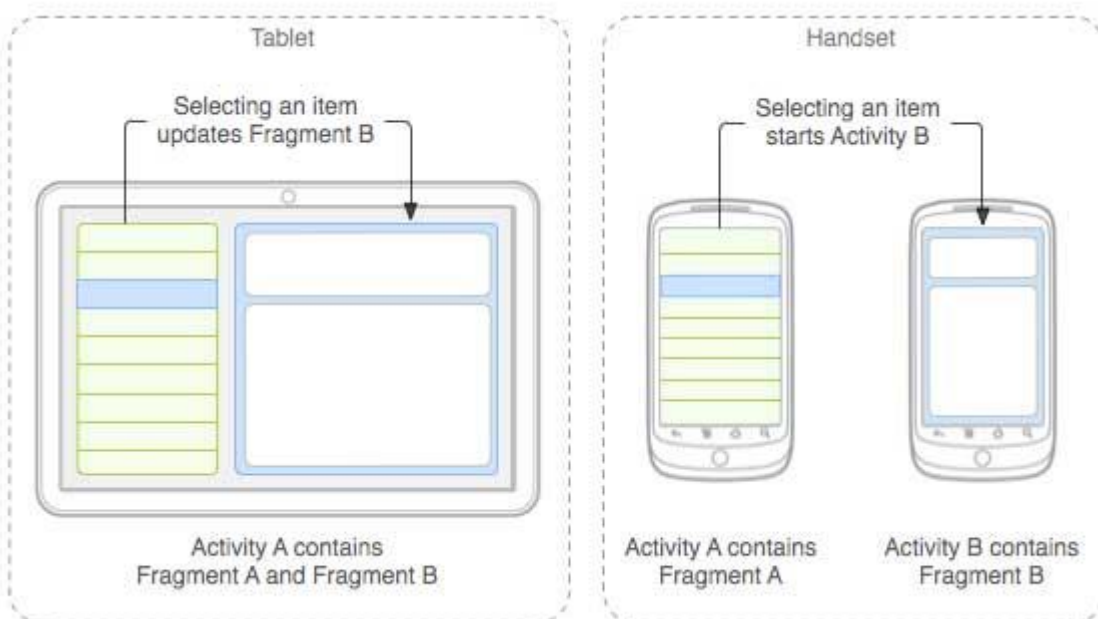 Tablet
Selecting an item
updates Fragment B
Activity A contains
Fragment A and Fragment B
Handset
Selecting an item
starts Activity B
Activity A contains
Fragment A
Activity B contains
Fragment B